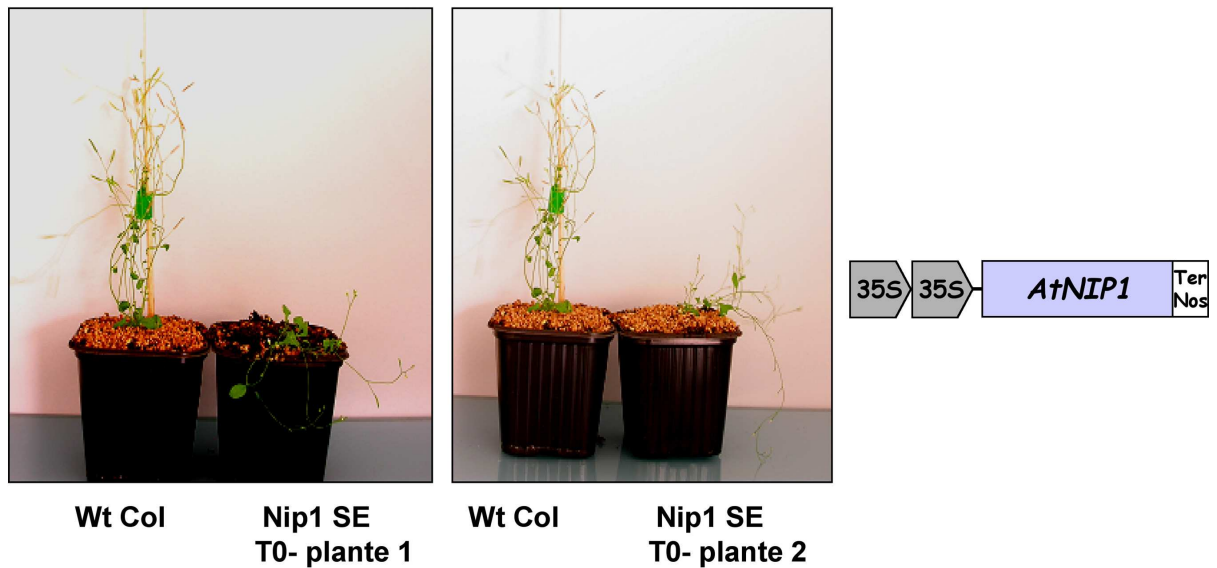 35S 35S AtNIP1 Ter
Nos
Wt Col Nip1 SE Wt Col Nip1 SE
T0- plante 1 T0- plante 2